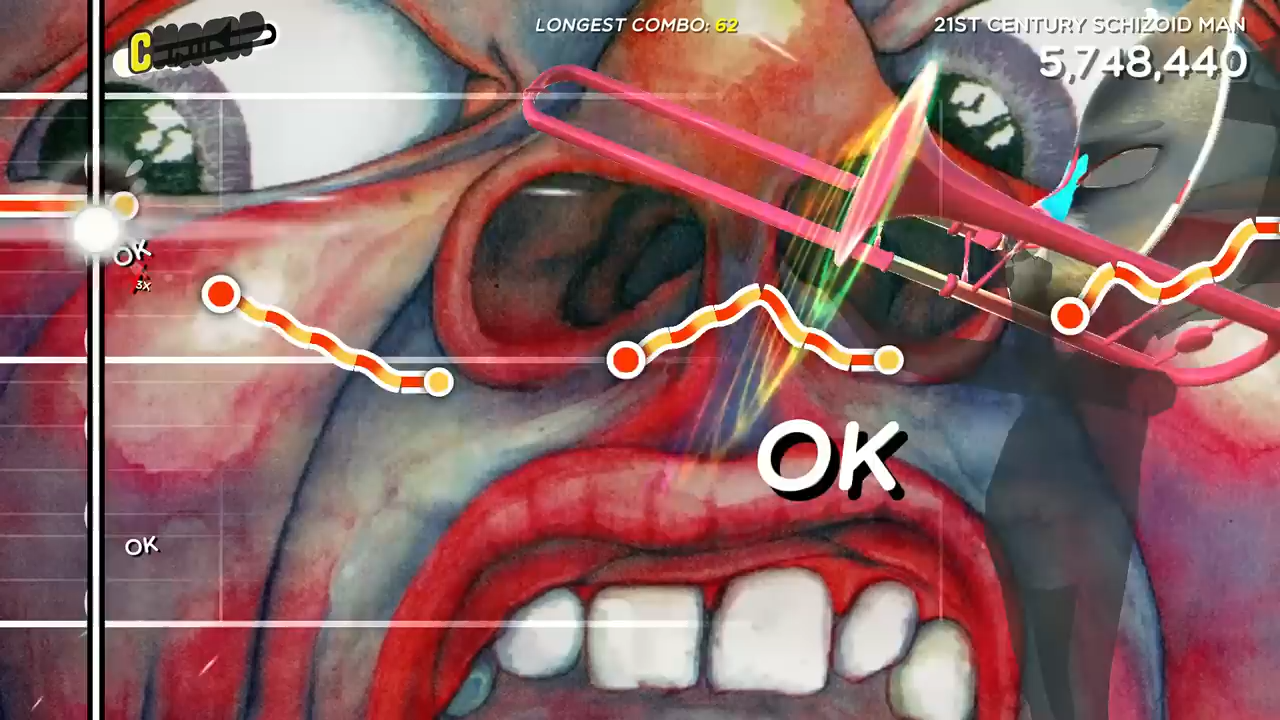 C
LONGEST COMBO: 62
21ST CENTURY SCHIZOID MAN
5,748,440
OK
3X
OK
OK